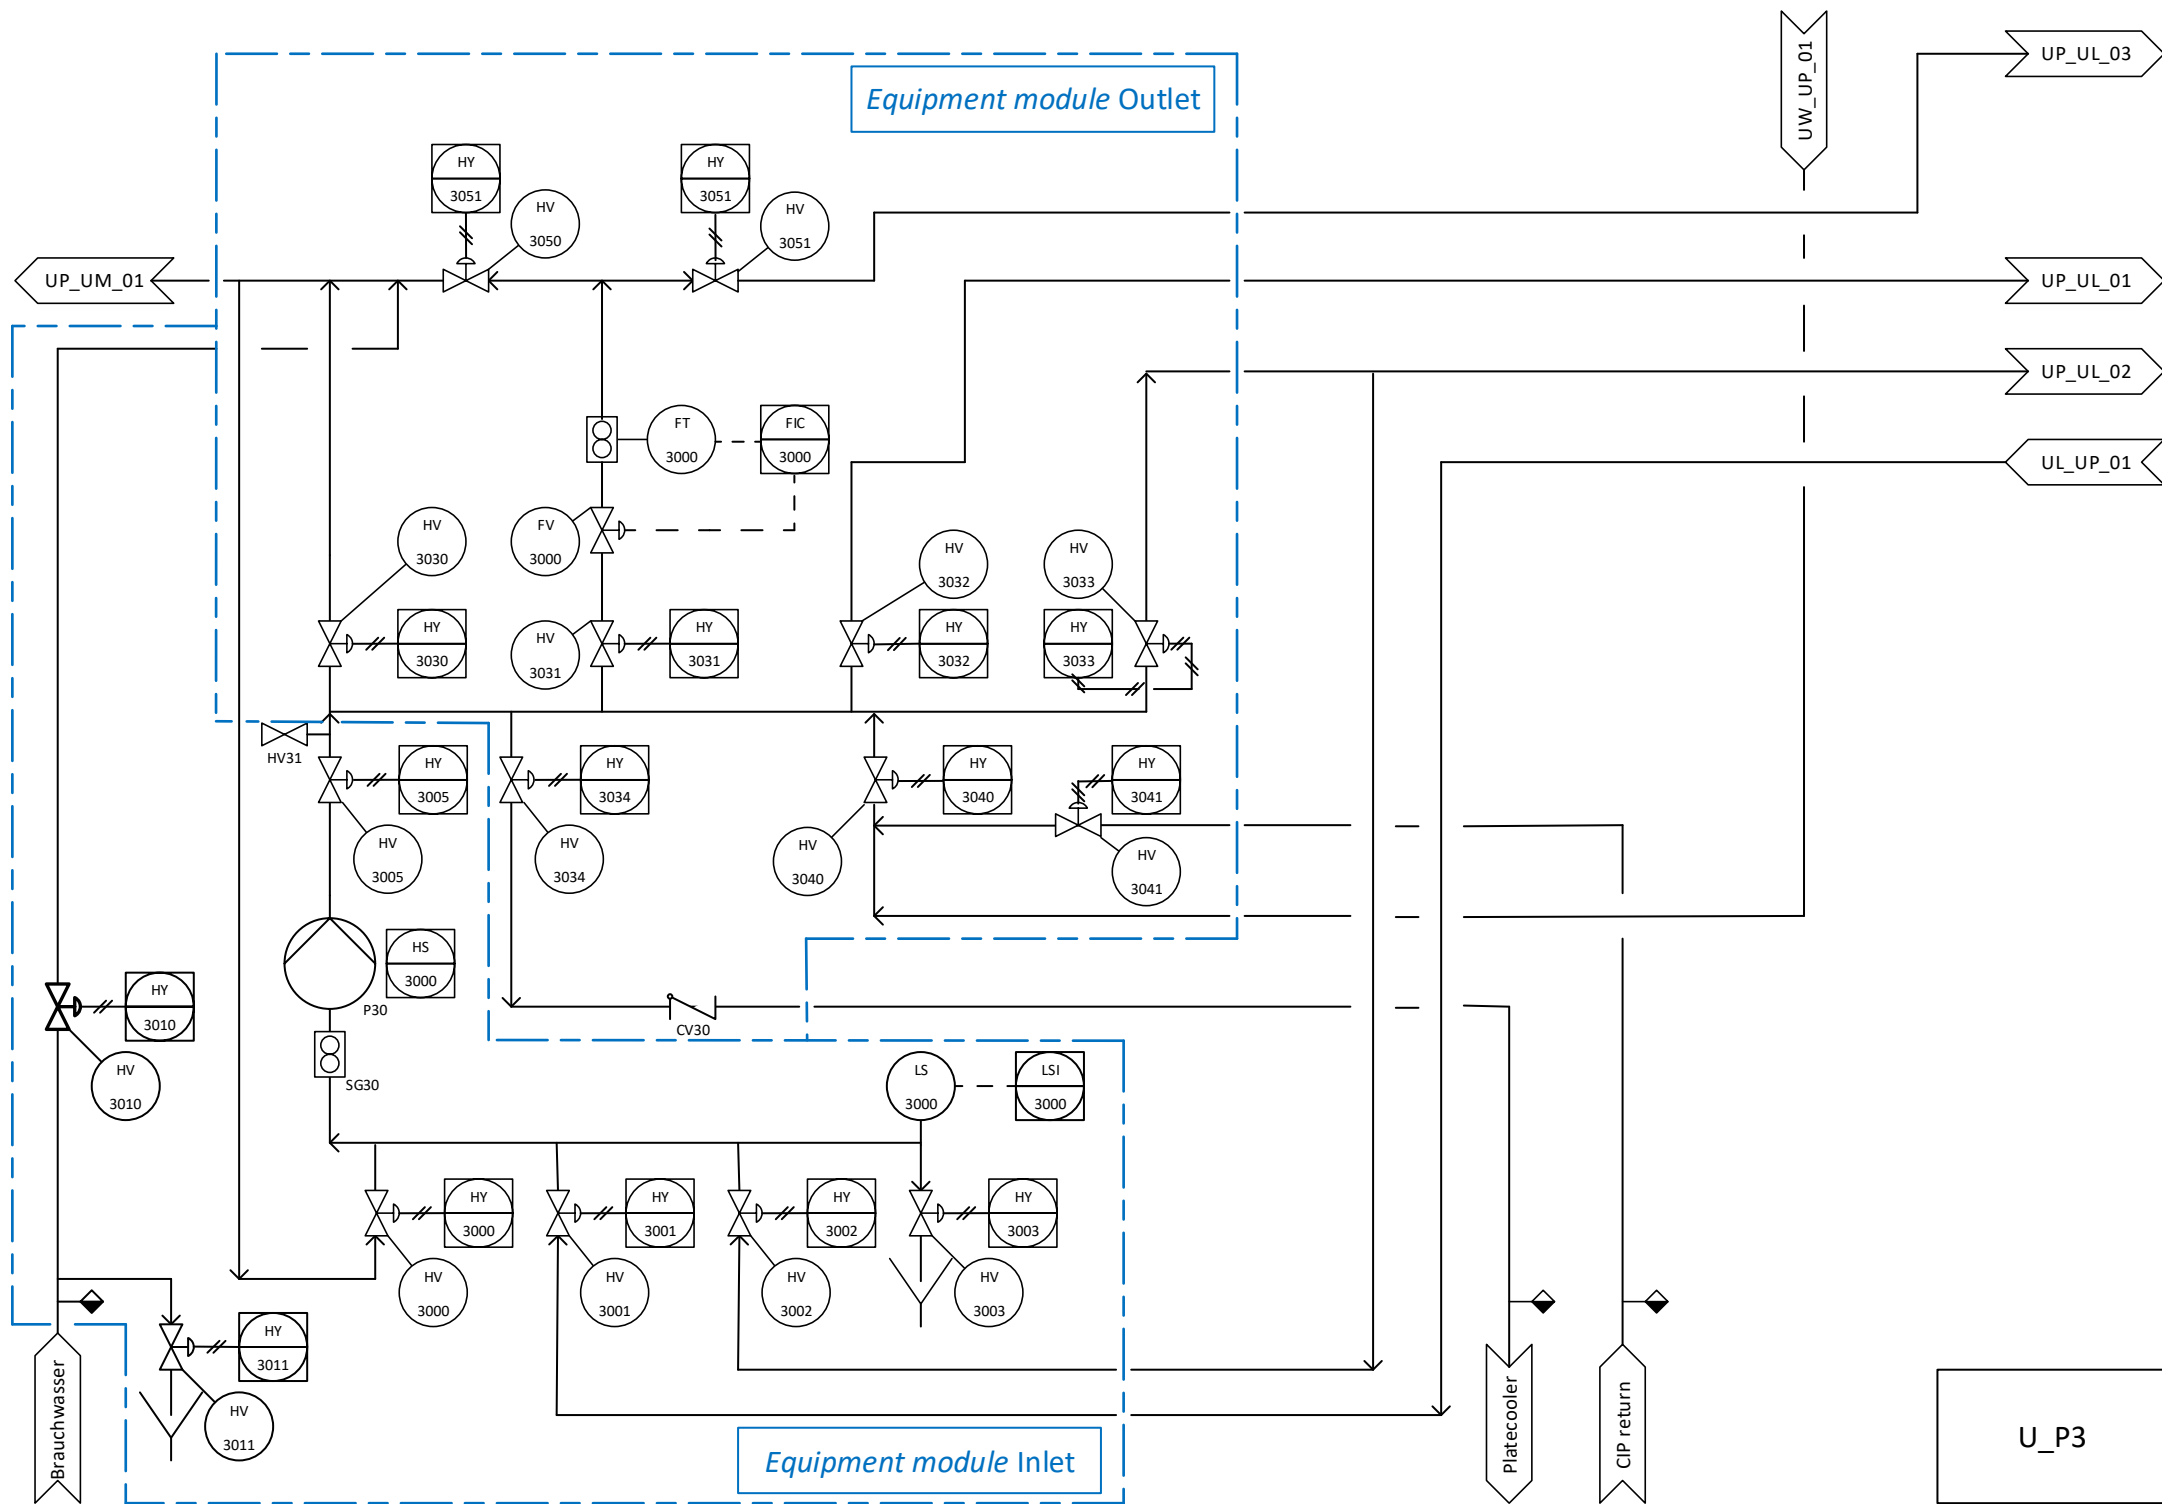 UW_UP_01
UP_UL_03
Equipment module Outlet
HY
3051
HV
3050
HY
3051
HV
3051
UP_UM_01
UP_UL_01
UP_UL_02
FT
3000
FIC
3000
UL_UP_01
HV
3030
FV
3000
HV
3032
HV
3033
HY
3030
HV
3031
HY
3031
HY
3032
HY
3033
HV31
HY
3005
HY
3034
HY
3040
HY
3041
HV
3005
HV
3034
HV
3040
HV
3041
HS
3000
P30
HY
3010
CV30
HV
3010
SG30
LS
3000
LSI
3000
HY
3000
HY
3001
HY
3002
HY
3003
HV
3000
HV
3001
HV
3002
HV
3003
HY
3011
HV
3011
Brauchwasser
Platecooler
CIP return
Equipment module Inlet
U_P3